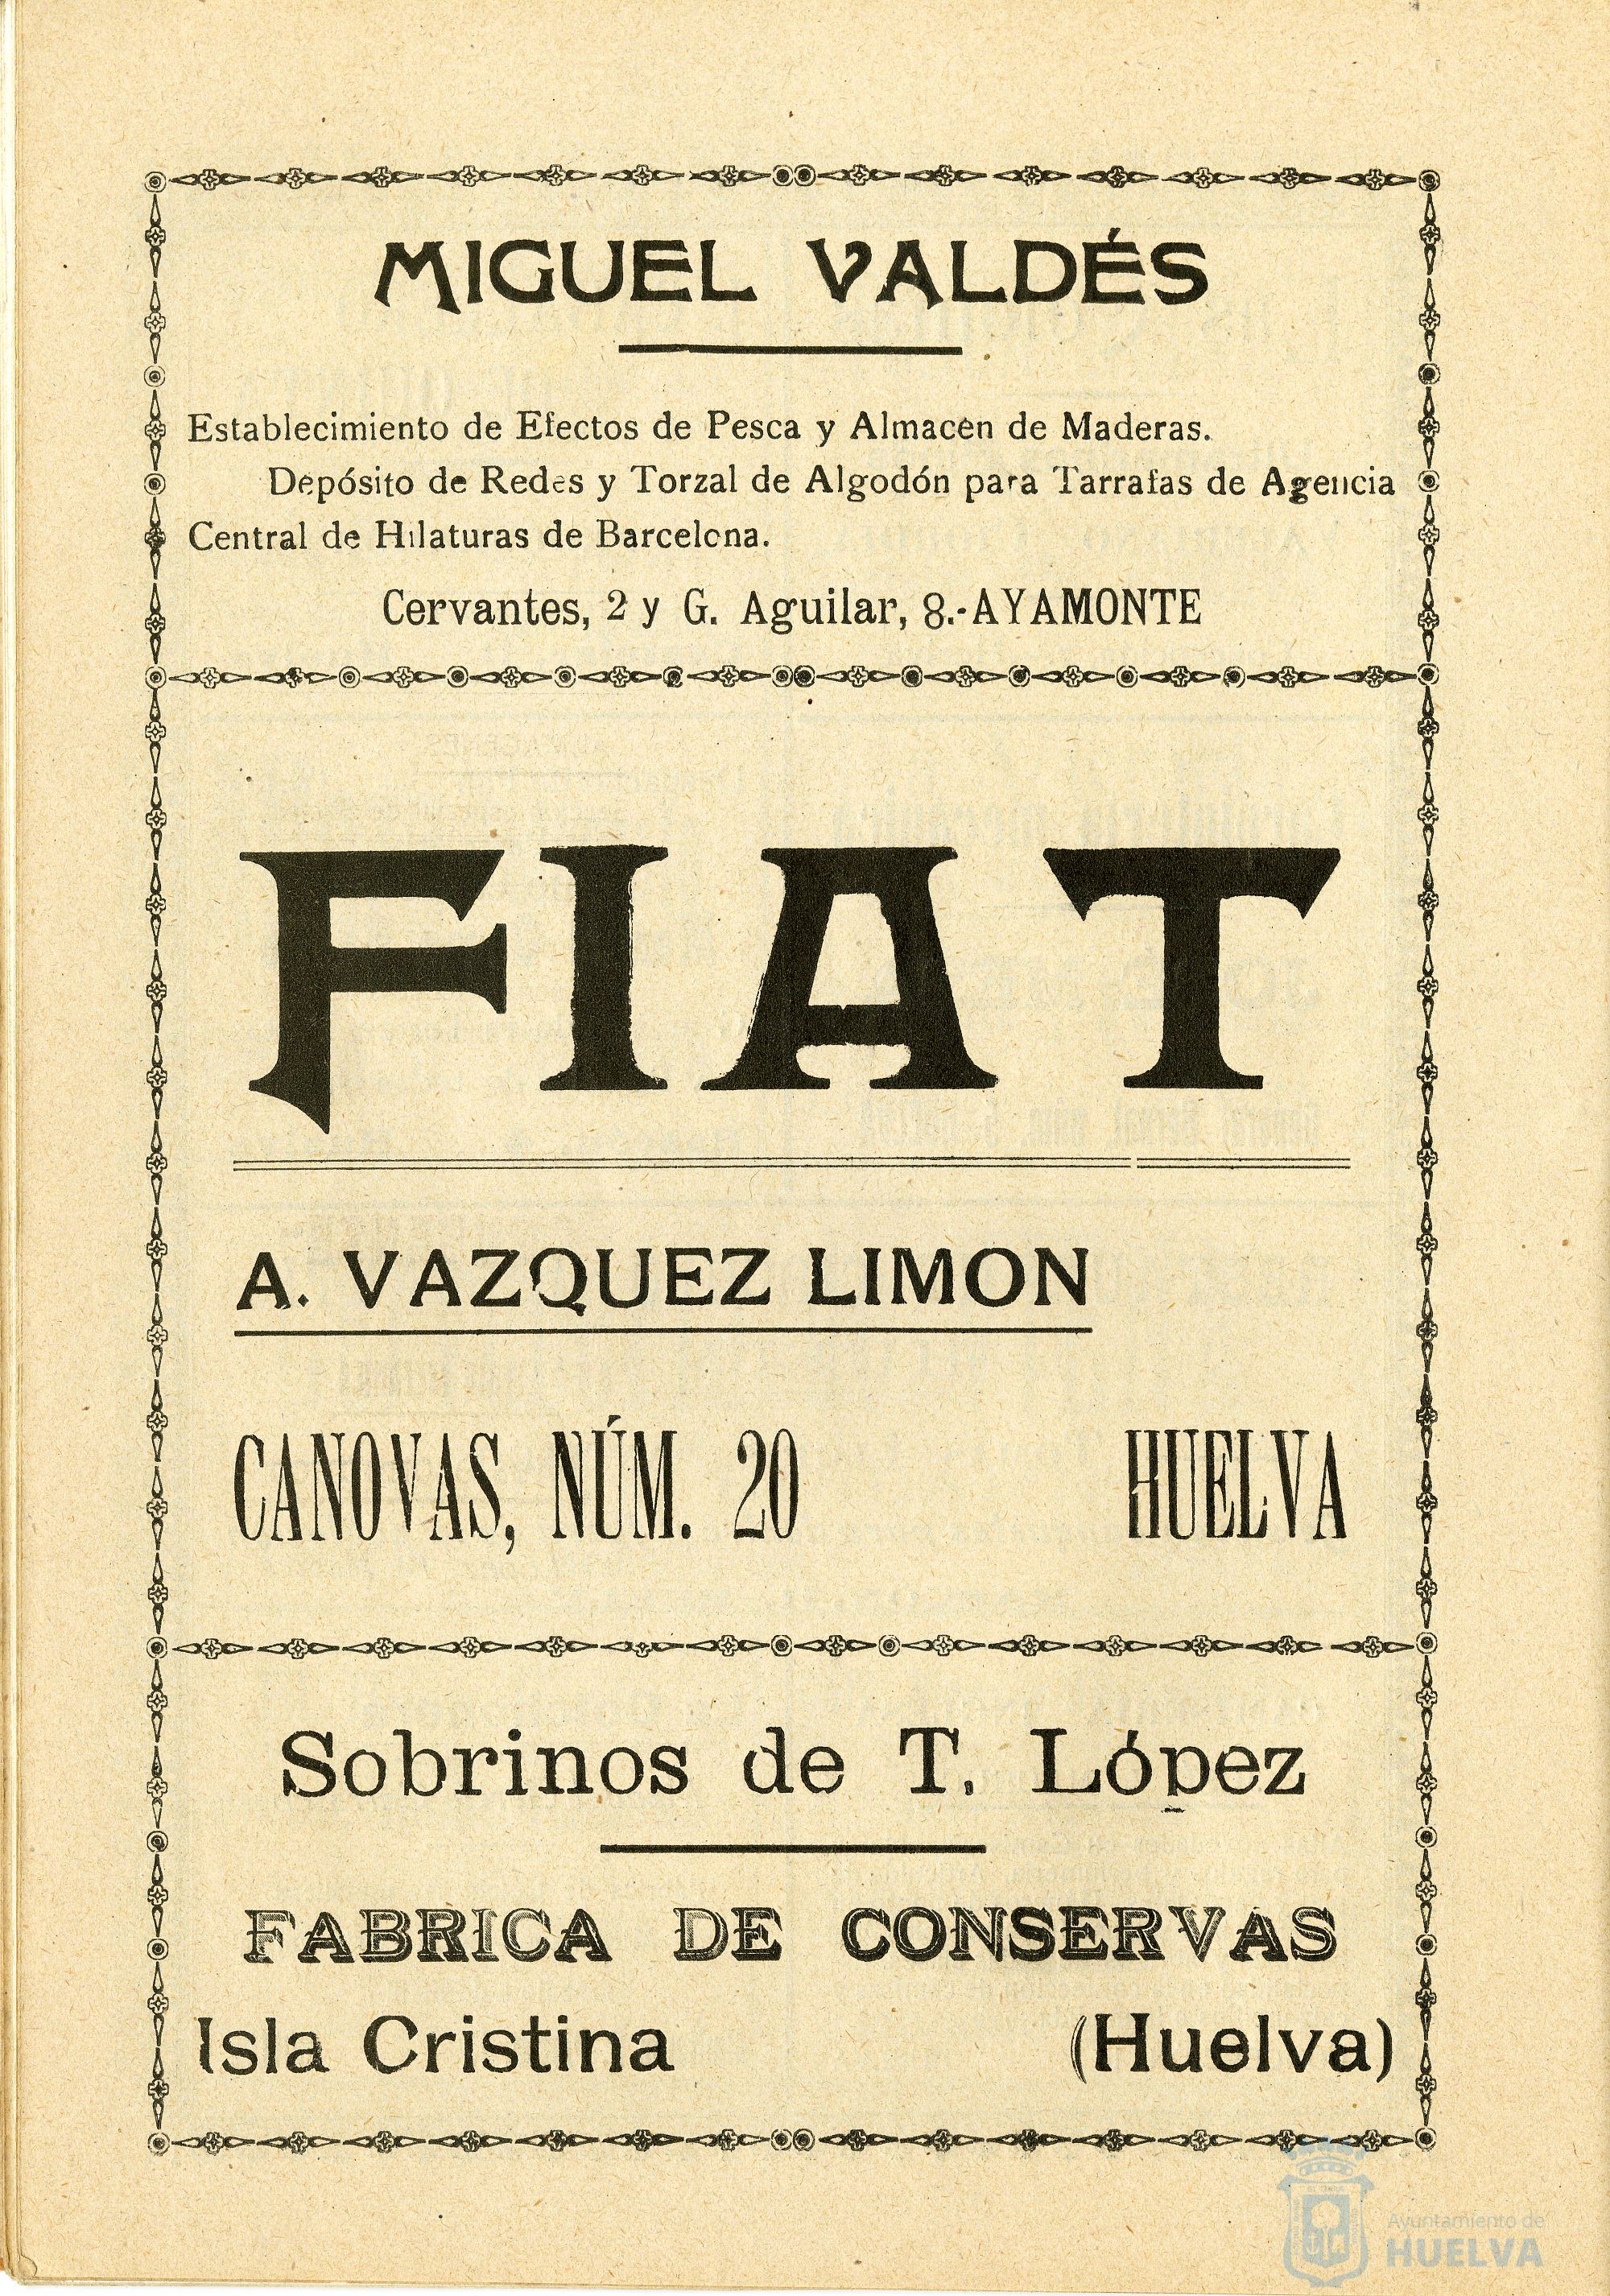 MIGUEL VALDÉS
Establecimiento de Efectos de Pesca y Almacén de Maderas.
Depósito de Redes y Torzal de Algodón para Tarrafas de Agencia
Central de Hilaturas de Barcelona.
Cervantes, 2 y G. Aguilar, 8.-AYAMONTE
FIAT
A. VAZQUEZ LIMON
CANOVAS, NÚM. 20 HUELVA
Sobrinos de T. López
FABRICA DE CONSERVAS
Isla Cristina (Huelva)
Ayuntamiento de
HUELVA